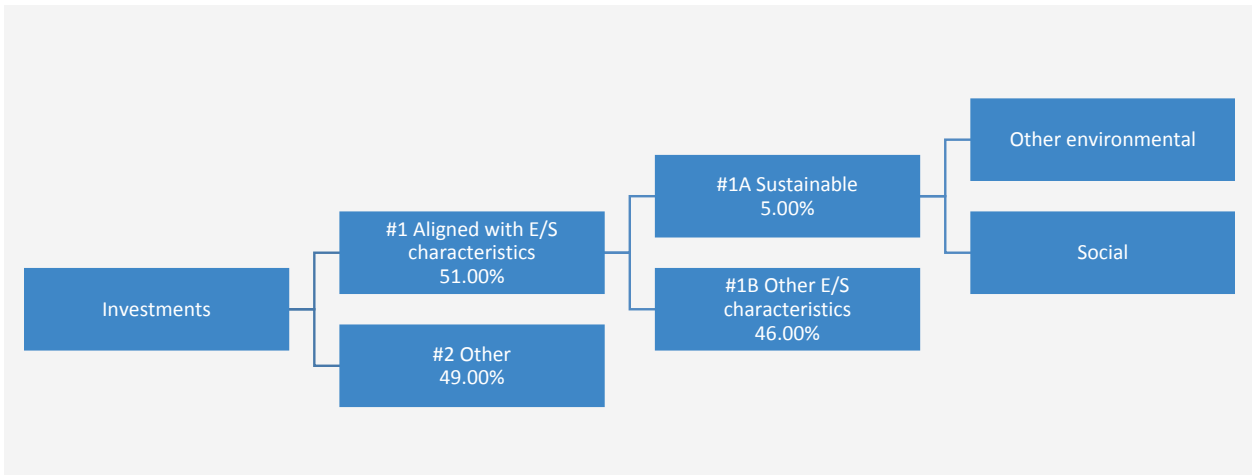 Investments
#1 Aligned with E/S
characteristics
51.00%
#2 Other
49.00%
#1A Sustainable
5.00%
#1B Other E/S
characteristics
46.00%
Other environmental
Social